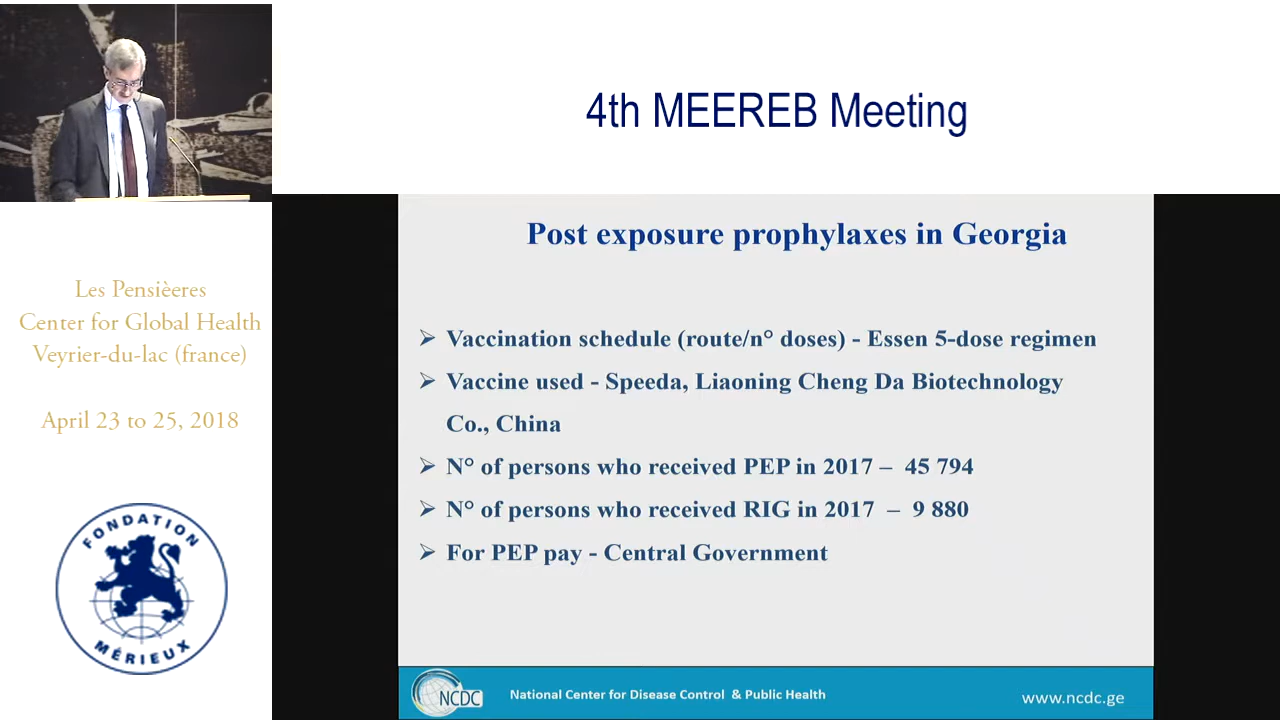 4th MEEREB Meeting
Les Pensièeres
Center for Global Health
Veyrier-du-lac (france)
April 23 to 25, 2018
FONDATION
MÉRIEUX
Post exposure prophylaxes in Georgia
➢ Vaccination schedule (route/n° doses) - Essen 5-dose regimen
➢ Vaccine used - Speeda, Liaoning Cheng Da Biotechnology
Co., China
➢ N° of persons who received PEP in 2017 – 45 794
➢ N° of persons who received RIG in 2017 – 9 880
➢ For PEP pay - Central Government
NCDC
National Center for Disease Control & Public Health
www.ncdc.ge